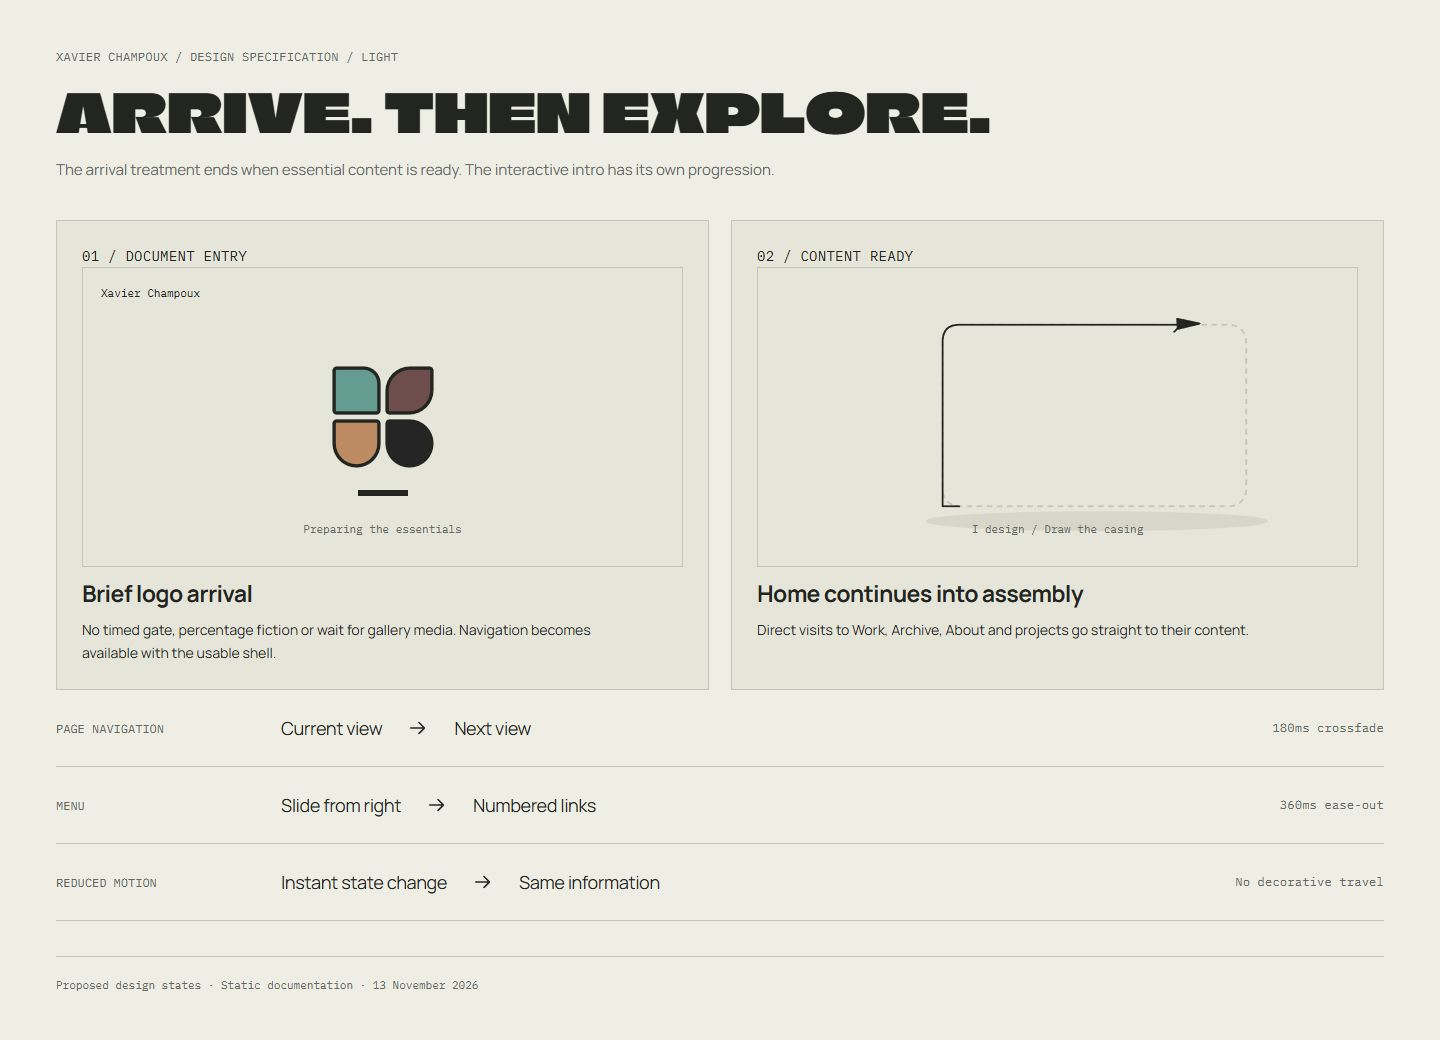 XAVIER CHAMPOUX / DESIGN SPECIFICATION / LIGHT
ARRIVE. THEN EXPLORE.
The arrival treatment ends when essential content is ready. The interactive intro has its own progression.
01 / DOCUMENT ENTRY
Xavier Champoux
Preparing the essentials
Brief logo arrival
No timed gate, percentage fiction or wait for gallery media. Navigation becomes
available with the usable shell.
02 / CONTENT READY
I design / Draw the casing
Home continues into assembly
Direct visits to Work, Archive, About and projects go straight to their content.
PAGE NAVIGATION Current view → Next view 180ms crossfade
MENU Slide from right → Numbered links 360ms ease-out
REDUCED MOTION Instant state change → Same information No decorative travel
Proposed design states · Static documentation · 13 November 2026